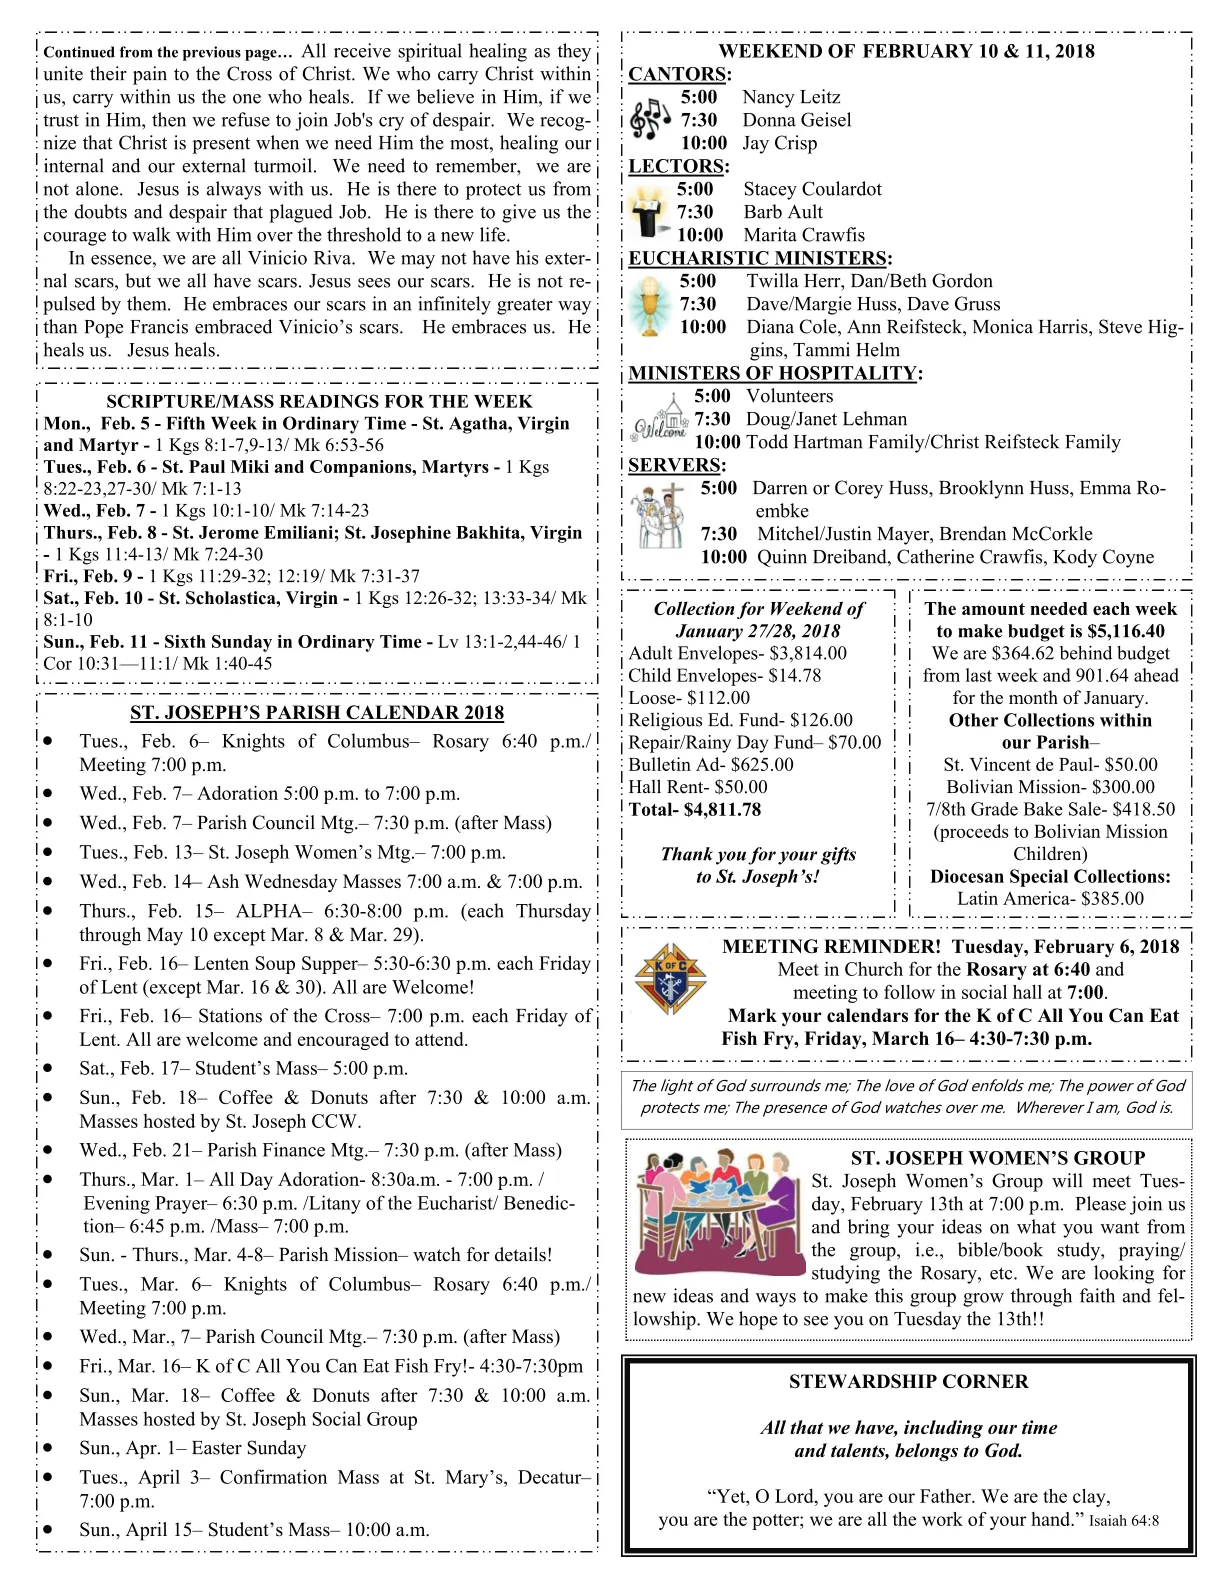 Continued from the previous page… All receive spiritual healing as they
unite their pain to the Cross of Christ. We who carry Christ within
us, carry within us the one who heals. If we believe in Him, if we
trust in Him, then we refuse to join Job's cry of despair. We recog-
nize that Christ is present when we need Him the most, healing our
internal and our external turmoil. We need to remember, we are
not alone. Jesus is always with us. He is there to protect us from
the doubts and despair that plagued Job. He is there to give us the
courage to walk with Him over the threshold to a new life.
In essence, we are all Vinicio Riva. We may not have his exter-
nal scars, but we all have scars. Jesus sees our scars. He is not re-
pulsed by them. He embraces our scars in an infinitely greater way
than Pope Francis embraced Vinicio’s scars. He embraces us. He
heals us. Jesus heals.
SCRIPTURE/MASS READINGS FOR THE WEEK
Mon., Feb. 5 - Fifth Week in Ordinary Time - St. Agatha, Virgin
and Martyr - 1 Kgs 8:1-7,9-13/ Mk 6:53-56
Tues., Feb. 6 - St. Paul Miki and Companions, Martyrs - 1 Kgs
8:22-23,27-30/ Mk 7:1-13
Wed., Feb. 7 - 1 Kgs 10:1-10/ Mk 7:14-23
Thurs., Feb. 8 - St. Jerome Emiliani; St. Josephine Bakhita, Virgin
- 1 Kgs 11:4-13/ Mk 7:24-30
Fri., Feb. 9 - 1 Kgs 11:29-32; 12:19/ Mk 7:31-37
Sat., Feb. 10 - St. Scholastica, Virgin - 1 Kgs 12:26-32; 13:33-34/ Mk
8:1-10
Sun., Feb. 11 - Sixth Sunday in Ordinary Time - Lv 13:1-2,44-46/ 1
Cor 10:31—11:1/ Mk 1:40-45
ST. JOSEPH’S PARISH CALENDAR 2018
• Tues., Feb. 6– Knights of Columbus– Rosary 6:40 p.m./
Meeting 7:00 p.m.
• Wed., Feb. 7– Adoration 5:00 p.m. to 7:00 p.m.
• Wed., Feb. 7– Parish Council Mtg.– 7:30 p.m. (after Mass)
• Tues., Feb. 13– St. Joseph Women’s Mtg.– 7:00 p.m.
• Wed., Feb. 14– Ash Wednesday Masses 7:00 a.m. & 7:00 p.m.
• Thurs., Feb. 15– ALPHA– 6:30-8:00 p.m. (each Thursday
through May 10 except Mar. 8 & Mar. 29).
• Fri., Feb. 16– Lenten Soup Supper– 5:30-6:30 p.m. each Friday
of Lent (except Mar. 16 & 30). All are Welcome!
• Fri., Feb. 16– Stations of the Cross– 7:00 p.m. each Friday of
Lent. All are welcome and encouraged to attend.
• Sat., Feb. 17– Student’s Mass– 5:00 p.m.
• Sun., Feb. 18– Coffee & Donuts after 7:30 & 10:00 a.m.
Masses hosted by St. Joseph CCW.
• Wed., Feb. 21– Parish Finance Mtg.– 7:30 p.m. (after Mass)
• Thurs., Mar. 1– All Day Adoration- 8:30a.m. - 7:00 p.m. /
Evening Prayer– 6:30 p.m. /Litany of the Eucharist/ Benedic-
tion– 6:45 p.m. /Mass– 7:00 p.m.
• Sun. - Thurs., Mar. 4-8– Parish Mission– watch for details!
• Tues., Mar. 6– Knights of Columbus– Rosary 6:40 p.m./
Meeting 7:00 p.m.
• Wed., Mar., 7– Parish Council Mtg.– 7:30 p.m. (after Mass)
• Fri., Mar. 16– K of C All You Can Eat Fish Fry!- 4:30-7:30pm
• Sun., Mar. 18– Coffee & Donuts after 7:30 & 10:00 a.m.
Masses hosted by St. Joseph Social Group
• Sun., Apr. 1– Easter Sunday
• Tues., April 3– Confirmation Mass at St. Mary’s, Decatur–
7:00 p.m.
• Sun., April 15– Student’s Mass– 10:00 a.m.
WEEKEND OF FEBRUARY 10 & 11, 2018
CANTORS:
5:00 Nancy Leitz
7:30 Donna Geisel
10:00 Jay Crisp
LECTORS:
5:00 Stacey Coulardot
7:30 Barb Ault
10:00 Marita Crawfis
EUCHARISTIC MINISTERS:
5:00 Twilla Herr, Dan/Beth Gordon
7:30 Dave/Margie Huss, Dave Gruss
10:00 Diana Cole, Ann Reifsteck, Monica Harris, Steve Hig-
gins, Tammi Helm
MINISTERS OF HOSPITALITY:
5:00 Volunteers
Welcome
7:30 Doug/Janet Lehman
10:00 Todd Hartman Family/Christ Reifsteck Family
SERVERS:
5:00 Darren or Corey Huss, Brooklynn Huss, Emma Ro-
embke
7:30 Mitchel/Justin Mayer, Brendan McCorkle
10:00 Quinn Dreiband, Catherine Crawfis, Kody Coyne
Collection for Weekend of
January 27/28, 2018
Adult Envelopes- $3,814.00
Child Envelopes- $14.78
Loose- $112.00
Religious Ed. Fund- $126.00
Repair/Rainy Day Fund– $70.00
Bulletin Ad- $625.00
Hall Rent- $50.00
Total- $4,811.78
Thank you for your gifts
to St. Joseph’s!
The amount needed each week
to make budget is $5,116.40
We are $364.62 behind budget
from last week and 901.64 ahead
for the month of January.
Other Collections within
our Parish–
St. Vincent de Paul- $50.00
Bolivian Mission- $300.00
7/8th Grade Bake Sale- $418.50
(proceeds to Bolivian Mission
Children)
Diocesan Special Collections:
Latin America- $385.00
K OF C
MEETING REMINDER! Tuesday, February 6, 2018
Meet in Church for the Rosary at 6:40 and
meeting to follow in social hall at 7:00.
Mark your calendars for the K of C All You Can Eat
Fish Fry, Friday, March 16– 4:30-7:30 p.m.
The light of God surrounds me; The love of God enfolds me; The power of God
protects me; The presence of God watches over me. Wherever I am, God is.
ST. JOSEPH WOMEN’S GROUP
St. Joseph Women’s Group will meet Tues-
day, February 13th at 7:00 p.m. Please join us
and bring your ideas on what you want from
the group, i.e., bible/book study, praying/
studying the Rosary, etc. We are looking for
new ideas and ways to make this group grow through faith and fel-
lowship. We hope to see you on Tuesday the 13th!!
STEWARDSHIP CORNER
All that we have, including our time
and talents, belongs to God.
“Yet, O Lord, you are our Father. We are the clay,
you are the potter; we are all the work of your hand.” Isaiah 64:8